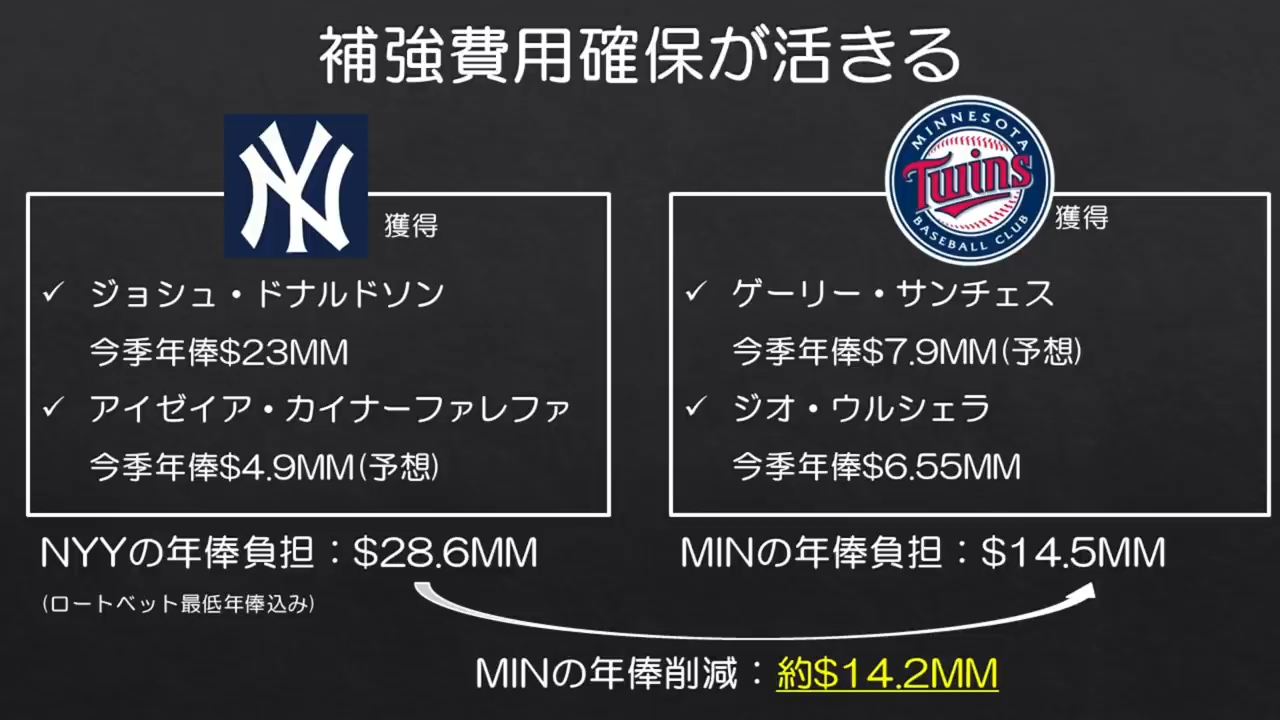 補強費用確保が活きる
NY
獲得
✓ ジョシュ・ドナルドソン
今季年俸$23MM
✓ アイゼイア・カイナーファレファ
今季年俸$4.9MM(予想)
NYYの年俸負担：$28.6MM
(ロートベット最低年俸込み)
MINNESOTA
Twins
BASEBALL CLUB
獲得
✓ ゲーリー・サンチェス
今季年俸$7.9MM(予想)
✓ ジオ・ウルシェラ
今季年俸$6.55MM
MINの年俸負担：$14.5MM
MINの年俸削減：約$14.2MM